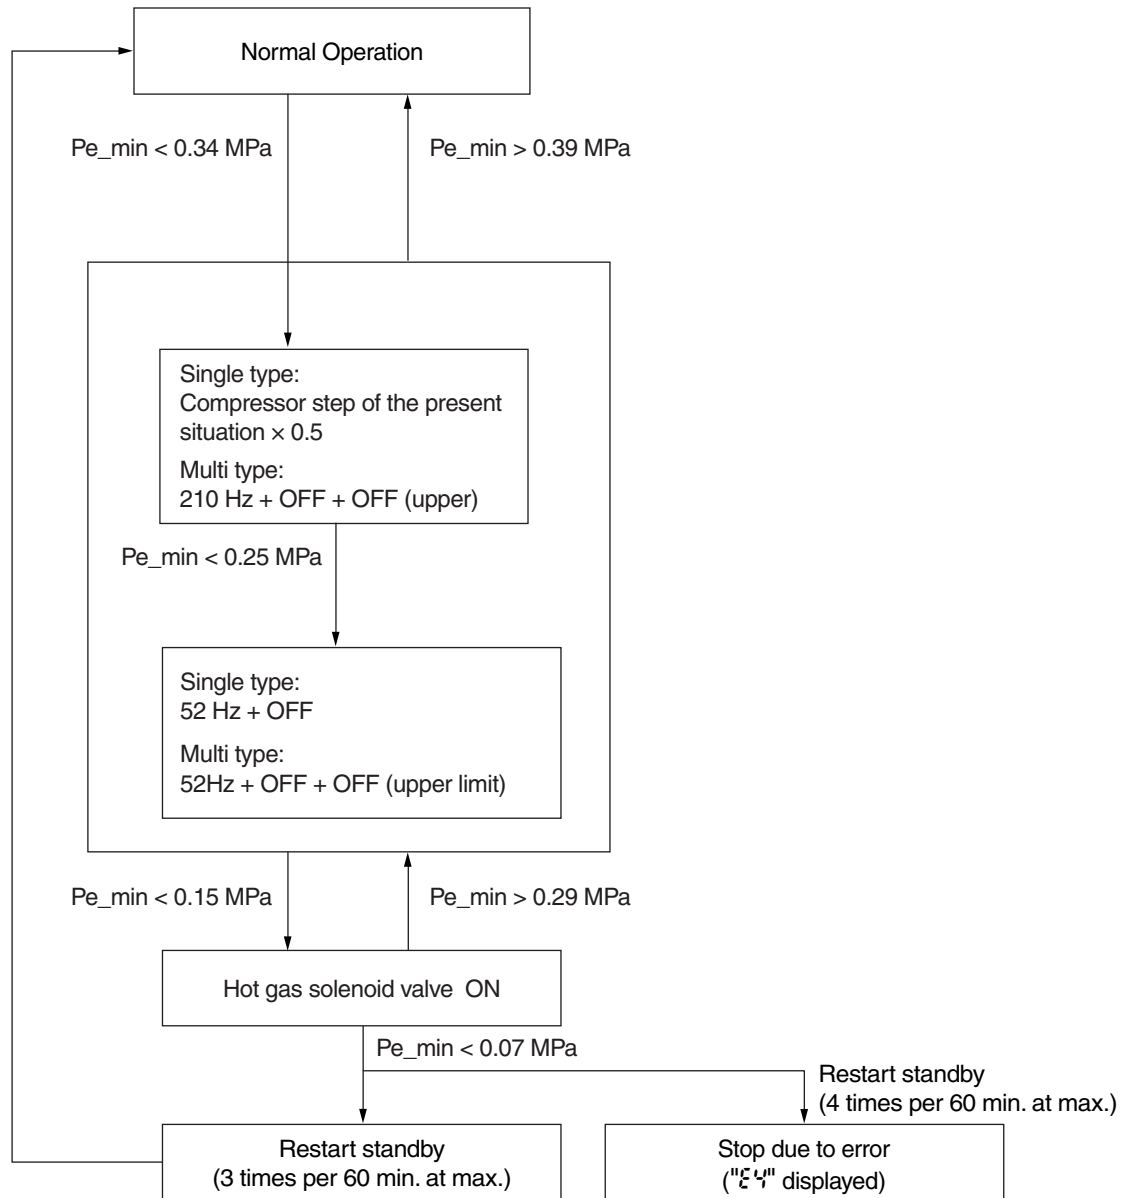 Normal Operation
Pe_min < 0.34 MPa
Pe_min > 0.39 MPa
Single type:
Compressor step of the present
situation × 0.5
Multi type:
210 Hz + OFF + OFF (upper)
Pe_min < 0.25 MPa
Single type:
52 Hz + OFF
Multi type:
52Hz + OFF + OFF (upper limit)
Pe_min < 0.15 MPa
Pe_min > 0.29 MPa
Hot gas solenoid valve ON
Pe_min < 0.07 MPa
Restart standby
(4 times per 60 min. at max.)
Restart standby
(3 times per 60 min. at max.)
Stop due to error
("E4" displayed)